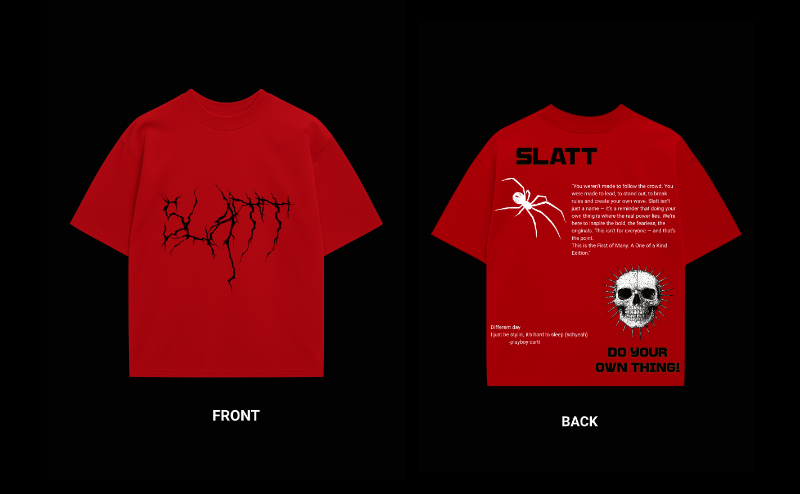 SLATT
FRONT
SLATT
"You weren't made to follow the crowd. You
were made to lead, to stand out, to break
rules and create your own wave. Slatt isn't
just a name — it's a reminder that doing your
own thing is where the real power lies. We're
here to inspire the bold, the fearless, the
originals. This isn't for everyone — and that's
the point.
This is the First of Many: A One of a Kind
Edition."
Different day
I just be stylin, it's hard to sleep (schyeah)
-playboy carti
DO YOUR
OWN THING!
BACK